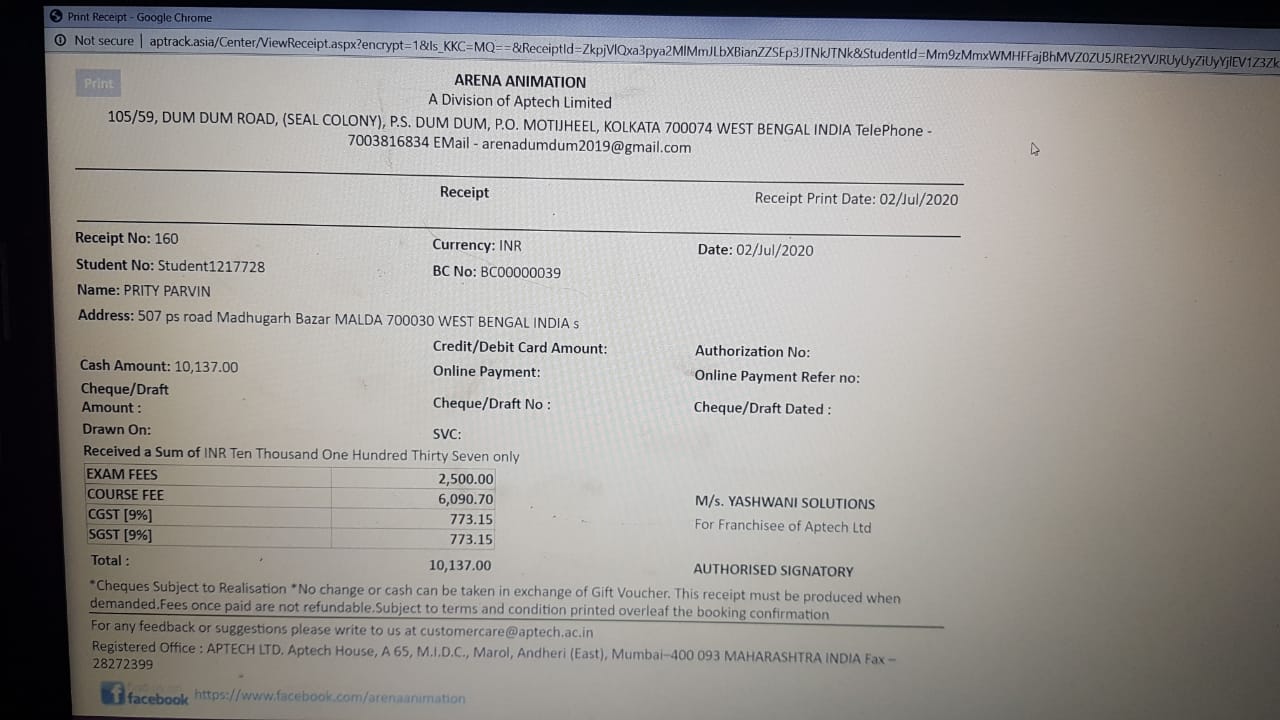 Print Receipt - Google Chrome
Not secure | aptrack.asia/Center/ViewReceipt.aspx?encrypt=1&Is_KKC=MQ==&ReceiptId=
Print
ARENA ANIMATION
A Division of Aptech Limited
105/59, DUM DUM ROAD, (SEAL COLONY), P.S. DUM DUM, P.O. MOTIJHEEL, KOLKATA 700074 WEST BENGAL INDIA TelePhone -
7003816834 EMail - arenadumdum2019@gmail.com
Receipt Receipt Print Date: 02/Jul/2020
Receipt No: 160 Currency: INR Date: 02/Jul/2020
Student No: Student1217728 BC No: BC00000039
Name: PRITY PARVIN
Address: 507 ps road Madhugarh Bazar MALDA 700030 WEST BENGAL INDIA s
Credit/Debit Card Amount: Authorization No:
Cash Amount: 10,137.00 Online Payment: Online Payment Refer no:
Cheque/Draft
Amount : Cheque/Draft No : Cheque/Draft Dated :
Drawn On: SVC:
Received a Sum of INR Ten Thousand One Hundred Thirty Seven only
EXAM FEES 2,500.00
COURSE FEE 6,090.70 M/s. YASHWANI SOLUTIONS
CGST [9%] 773.15 For Franchisee of Aptech Ltd
SGST [9%] 773.15
Total : 10,137.00 AUTHORISED SIGNATORY
*Cheques Subject to Realisation *No change or cash can be taken in exchange of Gift Voucher. This receipt must be produced when
demanded.Fees once paid are not refundable.Subject to terms and condition printed overleaf the booking confirmation
For any feedback or suggestions please write to us at customercare@aptech.ac.in
Registered Office : APTECH LTD. Aptech House, A 65, M.I.D.C., Marol, Andheri (East), Mumbai-400 093 MAHARASHTRA INDIA Fax -
28272399
facebook https://www.facebook.com/arenaanimation